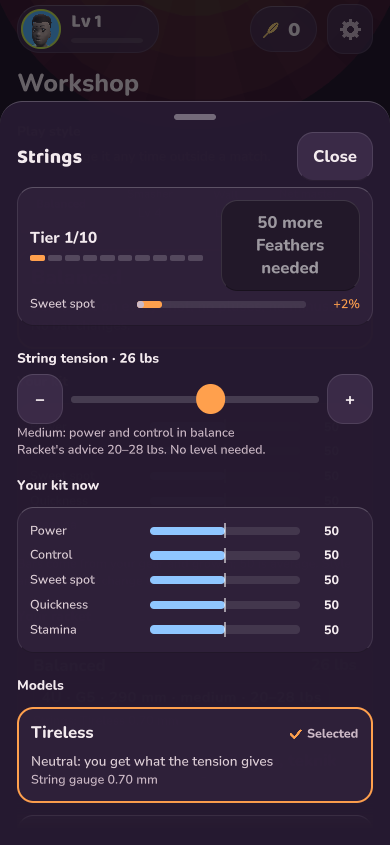 Lv 1
0
Workshop
Strings
Close
Tier 1/10
50 more
Feathers
needed
Sweet spot
+2%
String tension · 26 lbs
−
+
Medium: power and control in balance
Racket's advice 20–28 lbs. No level needed.
Your kit now
Power 50
Control 50
Sweet spot 50
Quickness 50
Stamina 50
Models
Tireless
Selected
Neutral: you get what the tension gives
String gauge 0.70 mm